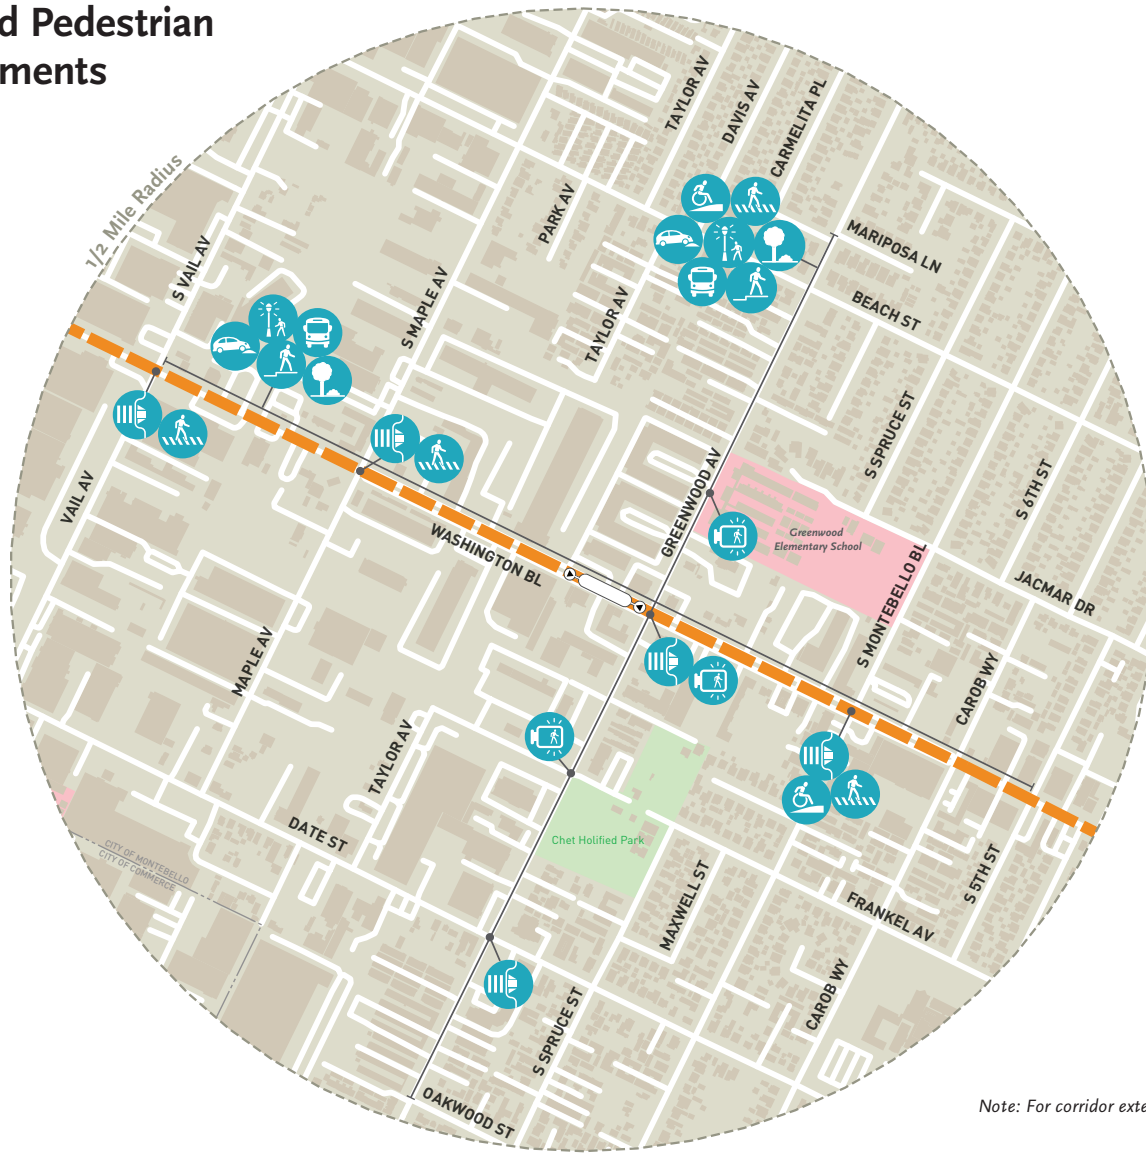 d Pedestrian
ments
1/2 Mile Radius
TAYLOR AV
DAVIS AV
CARMELITA PL
PARK AV
S VAIL AV
MARIPOSA LN
S MAPLE AV
BEACH ST
TAYLOR AV
S SPRUCE ST
VAIL AV
GREENWOOD AV
S 6TH ST
Greenwood
Elementary School
WASHINGTON BL
JACMAR DR
S MONTEBELLO BL
MAPLE AV
CAROB WY
TAYLOR AV
DATE ST
Chet Holified Park
CITY OF MONTEBELLO
CITY OF COMMERCE
MAXWELL ST
S 5TH ST
FRANKEL AV
CAROB WY
S SPRUCE ST
OAKWOOD ST
Note: For corridor exte